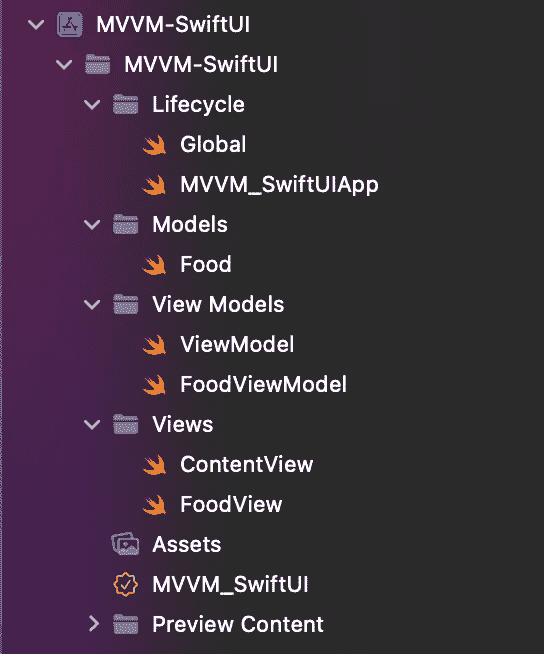 MVVM-SwiftUI
MVVM-SwiftUI
Lifecycle
Global
MVVM_SwiftUIApp
Models
Food
View Models
ViewModel
FoodViewModel
Views
ContentView
FoodView
Assets
MVVM_SwiftUI
Preview Content